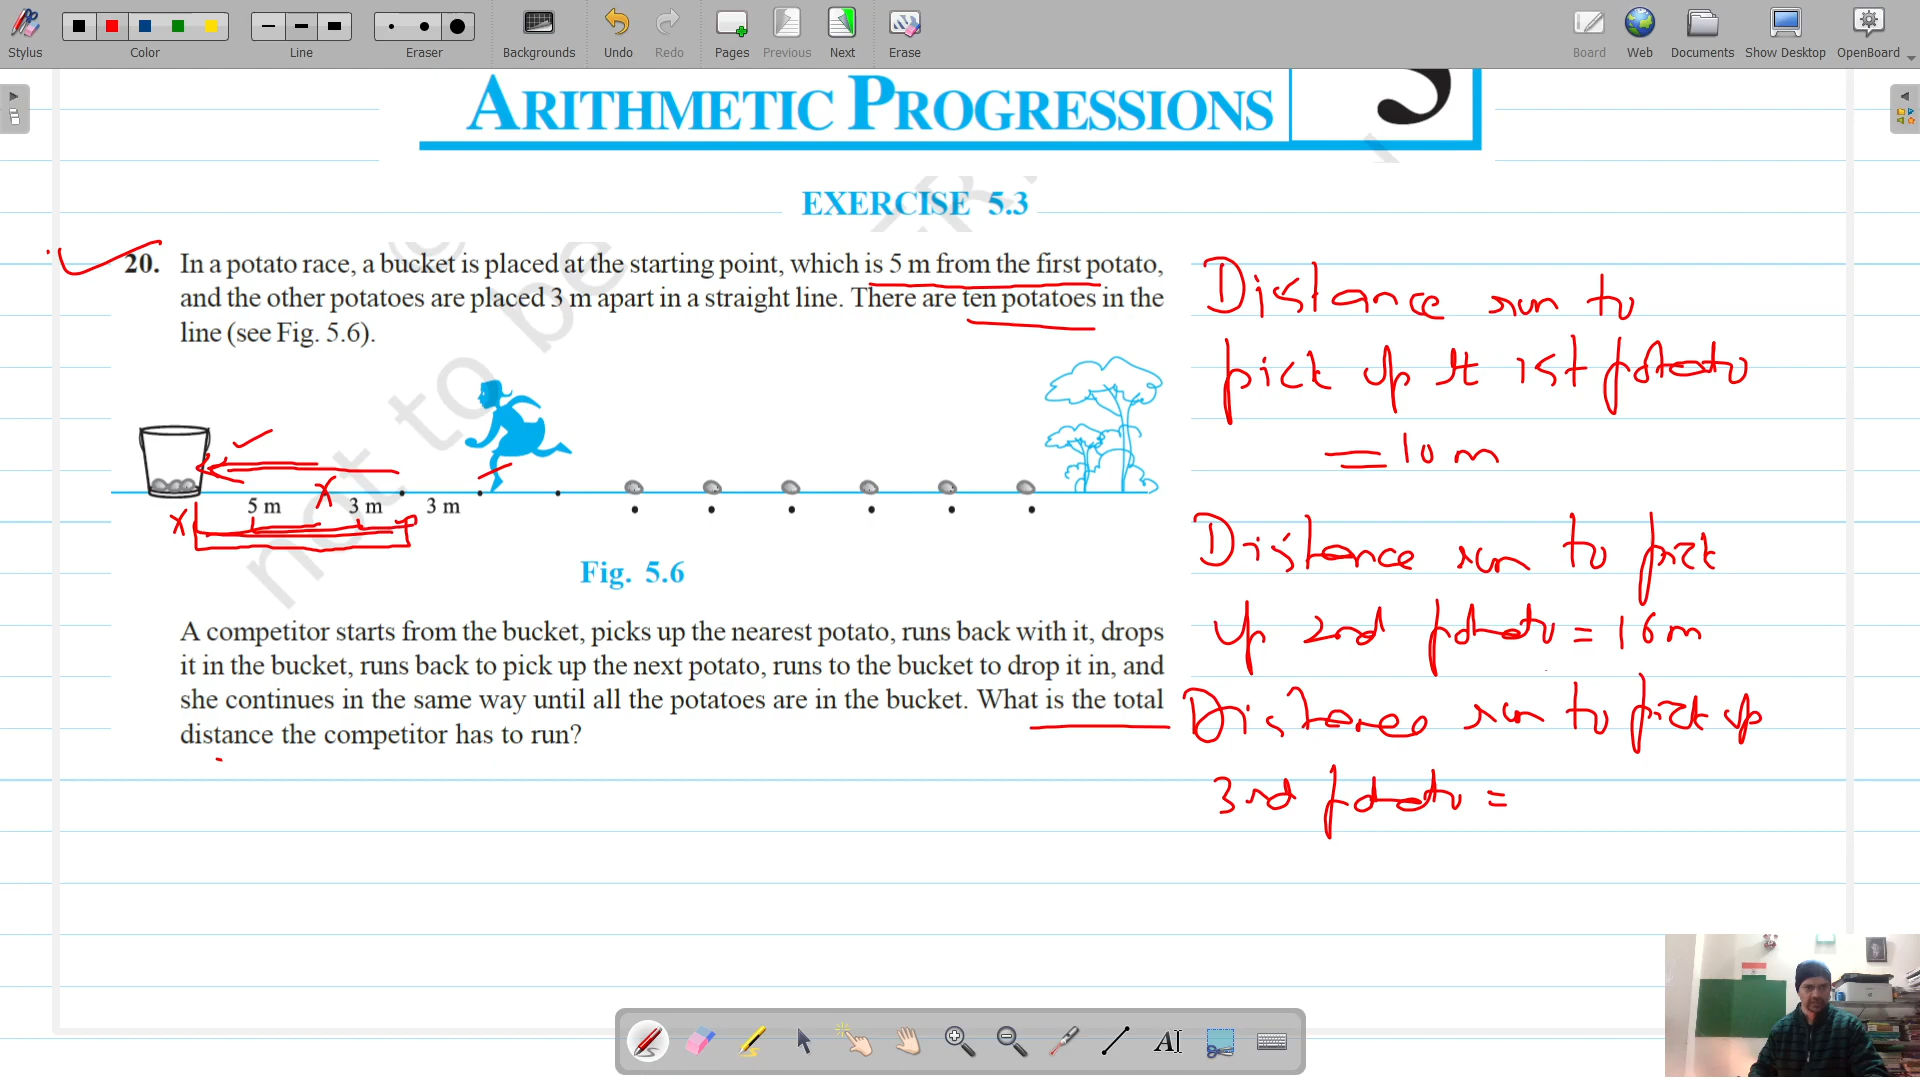 Stylus
Color
Line
Eraser
Backgrounds
Undo
Redo
Pages
Previous
Next
Erase
Board
Web
Documents
Show Desktop
OpenBoard
ARITHMETIC PROGRESSIONS
5
EXERCISE 5.3
20. In a potato race, a bucket is placed at the starting point, which is 5 m from the first potato,
and the other potatoes are placed 3 m apart in a straight line. There are ten potatoes in the
line (see Fig. 5.6).
5 m
3 m
3 m
Fig. 5.6
A competitor starts from the bucket, picks up the nearest potato, runs back with it, drops
it in the bucket, runs back to pick up the next potato, runs to the bucket to drop it in, and
she continues in the same way until all the potatoes are in the bucket. What is the total
distance the competitor has to run?
not to be
Distance run to
pick up 1st potato
= 10 m
Distance run to pick
up 2nd potato = 16m
Distance run to pick up
3rd potato =